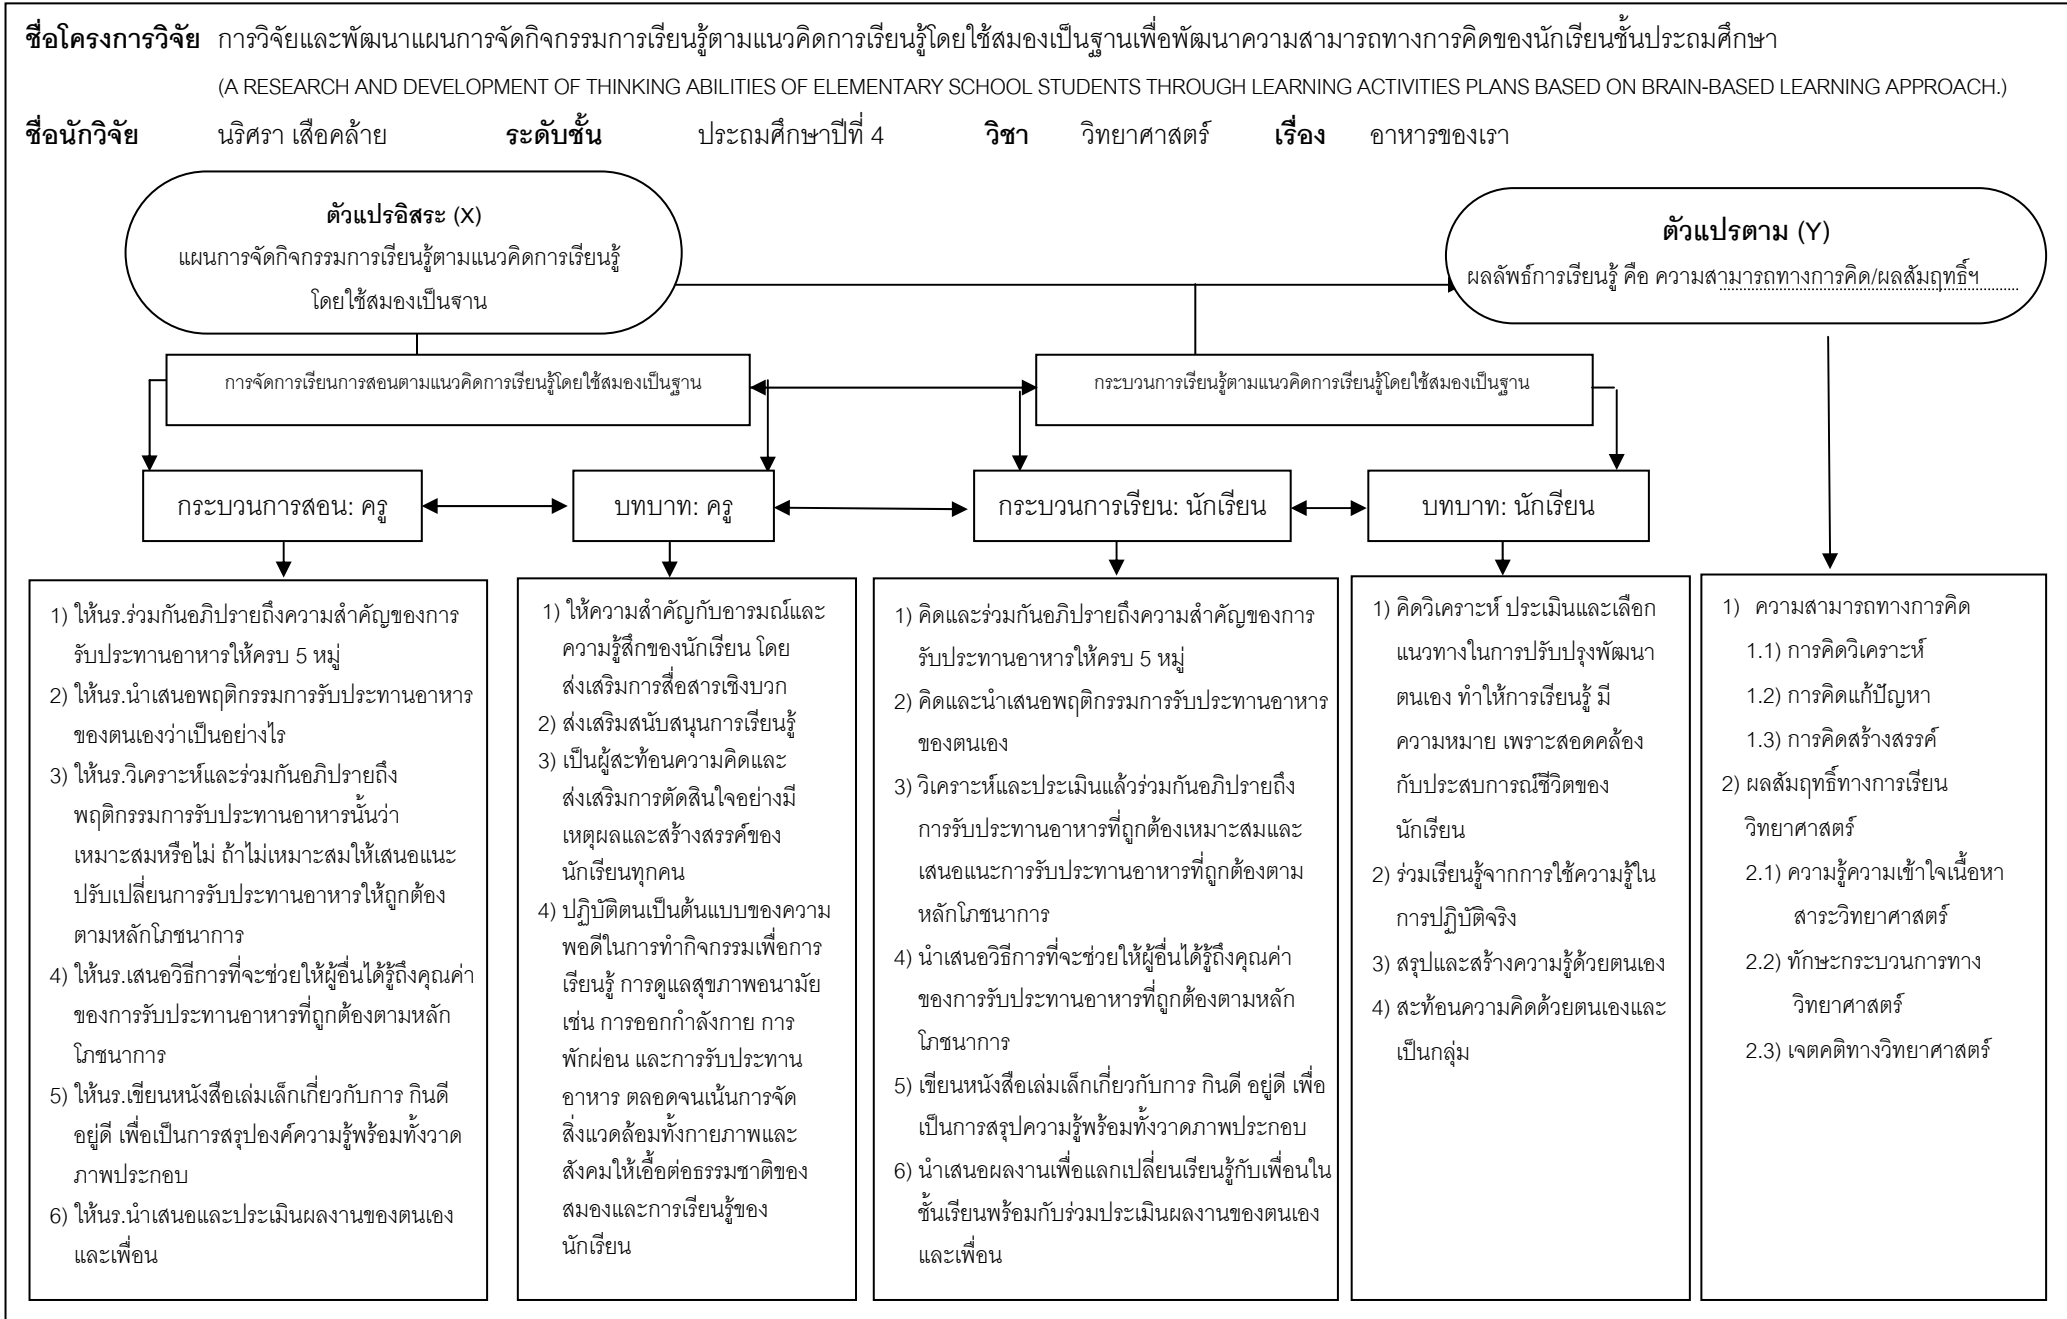 ชื่อโครงการวิจัย การวิจัยและพัฒนาแผนการจัดกิจกรรมการเรียนรู้ตามแนวคิดการเรียนรู้โดยใช้สมองเป็นฐานเพื่อพัฒนาความสามารถทางการคิดของนักเรียนชั้นประถมศึกษา
(A RESEARCH AND DEVELOPMENT OF THINKING ABILITIES OF ELEMENTARY SCHOOL STUDENTS THROUGH LEARNING ACTIVITIES PLANS BASED ON BRAIN-BASED LEARNING APPROACH.)
ชื่อนักวิจัย นริศรา เสือคล้าย ระดับชั้น ประถมศึกษาปีที่ 4 วิชา วิทยาศาสตร์ เรื่อง อาหารของเรา
ตัวแปรอิสระ (X)
แผนการจัดกิจกรรมการเรียนรู้ตามแนวคิดการเรียนรู้
โดยใช้สมองเป็นฐาน
ตัวแปรตาม (Y)
ผลลัพธ์การเรียนรู้ คือ ความสามารถทางการคิด/ผลสัมฤทธิ์ฯ
การจัดการเรียนการสอนตามแนวคิดการเรียนรู้โดยใช้สมองเป็นฐาน
กระบวนการเรียนรู้ตามแนวคิดการเรียนรู้โดยใช้สมองเป็นฐาน
กระบวนการสอน: ครู
บทบาท: ครู
กระบวนการเรียน: นักเรียน
บทบาท: นักเรียน
1) ให้นร.ร่วมกันอภิปรายถึงความสำคัญของการ
รับประทานอาหารให้ครบ 5 หมู่
2) ให้นร.นำเสนอพฤติกรรมการรับประทานอาหาร
ของตนเองว่าเป็นอย่างไร
3) ให้นร.วิเคราะห์และร่วมกันอภิปรายถึง
พฤติกรรมการรับประทานอาหารนั้นว่า
เหมาะสมหรือไม่ ถ้าไม่เหมาะสมให้เสนอแนะ
ปรับเปลี่ยนการรับประทานอาหารให้ถูกต้อง
ตามหลักโภชนาการ
4) ให้นร.เสนอวิธีการที่จะช่วยให้ผู้อื่นได้รู้ถึงคุณค่า
ของการรับประทานอาหารที่ถูกต้องตามหลัก
โภชนาการ
5) ให้นร.เขียนหนังสือเล่มเล็กเกี่ยวกับการ กินดี
อยู่ดี เพื่อเป็นการสรุปองค์ความรู้พร้อมทั้งวาด
ภาพประกอบ
6) ให้นร.นำเสนอและประเมินผลงานของตนเอง
และเพื่อน
1) ให้ความสำคัญกับอารมณ์และ
ความรู้สึกของนักเรียน โดย
ส่งเสริมการสื่อสารเชิงบวก
2) ส่งเสริมสนับสนุนการเรียนรู้
3) เป็นผู้สะท้อนความคิดและ
ส่งเสริมการตัดสินใจอย่างมี
เหตุผลและสร้างสรรค์ของ
นักเรียนทุกคน
4) ปฏิบัติตนเป็นต้นแบบของความ
พอดีในการทำกิจกรรมเพื่อการ
เรียนรู้ การดูแลสุขภาพอนามัย
เช่น การออกกำลังกาย การ
พักผ่อน และการรับประทาน
อาหาร ตลอดจนเน้นการจัด
สิ่งแวดล้อมทั้งกายภาพและ
สังคมให้เอื้อต่อธรรมชาติของ
สมองและการเรียนรู้ของ
นักเรียน
1) คิดและร่วมกันอภิปรายถึงความสำคัญของการ
รับประทานอาหารให้ครบ 5 หมู่
2) คิดและนำเสนอพฤติกรรมการรับประทานอาหาร
ของตนเอง
3) วิเคราะห์และประเมินแล้วร่วมกันอภิปรายถึง
การรับประทานอาหารที่ถูกต้องเหมาะสมและ
เสนอแนะการรับประทานอาหารที่ถูกต้องตาม
หลักโภชนาการ
4) นำเสนอวิธีการที่จะช่วยให้ผู้อื่นได้รู้ถึงคุณค่า
ของการรับประทานอาหารที่ถูกต้องตามหลัก
โภชนาการ
5) เขียนหนังสือเล่มเล็กเกี่ยวกับการ กินดี อยู่ดี เพื่อ
เป็นการสรุปความรู้พร้อมทั้งวาดภาพประกอบ
6) นำเสนอผลงานเพื่อแลกเปลี่ยนเรียนรู้กับเพื่อนใน
ชั้นเรียนพร้อมกับร่วมประเมินผลงานของตนเอง
และเพื่อน
1) คิดวิเคราะห์ ประเมินและเลือก
แนวทางในการปรับปรุงพัฒนา
ตนเอง ทำให้การเรียนรู้ มี
ความหมาย เพราะสอดคล้อง
กับประสบการณ์ชีวิตของ
นักเรียน
2) ร่วมเรียนรู้จากการใช้ความรู้ใน
การปฏิบัติจริง
3) สรุปและสร้างความรู้ด้วยตนเอง
4) สะท้อนความคิดด้วยตนเองและ
เป็นกลุ่ม
1) ความสามารถทางการคิด
1.1) การคิดวิเคราะห์
1.2) การคิดแก้ปัญหา
1.3) การคิดสร้างสรรค์
2) ผลสัมฤทธิ์ทางการเรียน
วิทยาศาสตร์
2.1) ความรู้ความเข้าใจเนื้อหา
สาระวิทยาศาสตร์
2.2) ทักษะกระบวนการทาง
วิทยาศาสตร์
2.3) เจตคติทางวิทยาศาสตร์